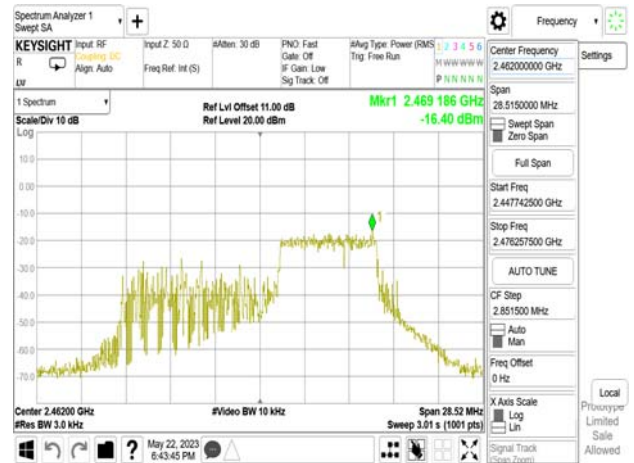 Spectrum Analyzer 1
Swept SA
Frequency
KEYSIGHT
R
Input: RF
Coupling: DC
Align: Auto
Input Z: 50 Ω
Freq Ref: Int (S)
#Atten: 30 dB
PNO: Fast
Gate: Off
IF Gain: Low
Sig Track: Off
#Avg Type: Power (RMS
Trig: Free Run
1 2 3 4 5 6
M W W W W W
P N N N N N
1 Spectrum
Scale/Div 10 dB
Log
Ref Lvl Offset 11.00 dB
Ref Level 20.00 dBm
Mkr1 2.469 186 GHz
-16.40 dBm
10.0
0.00
-10.0
-20.0
-30.0
-40.0
-50.0
-60.0
-70.0
1
Center 2.46200 GHz
#Res BW 3.0 kHz
#Video BW 10 kHz
Span 28.52 MHz
Sweep 3.01 s (1001 pts)
May 22, 2023
6:43:45 PM
Center Frequency
2.462000000 GHz
Settings
Span
28.5150000 MHz
Swept Span
Zero Span
Full Span
Start Freq
2.447742500 GHz
Stop Freq
2.476257500 GHz
AUTO TUNE
CF Step
2.851500 MHz
Auto
Man
Freq Offset
0 Hz
X Axis Scale
Log
Lin
Signal Track
(Span Zoom)
Local
Prototype
Limited
Sale
Allowed